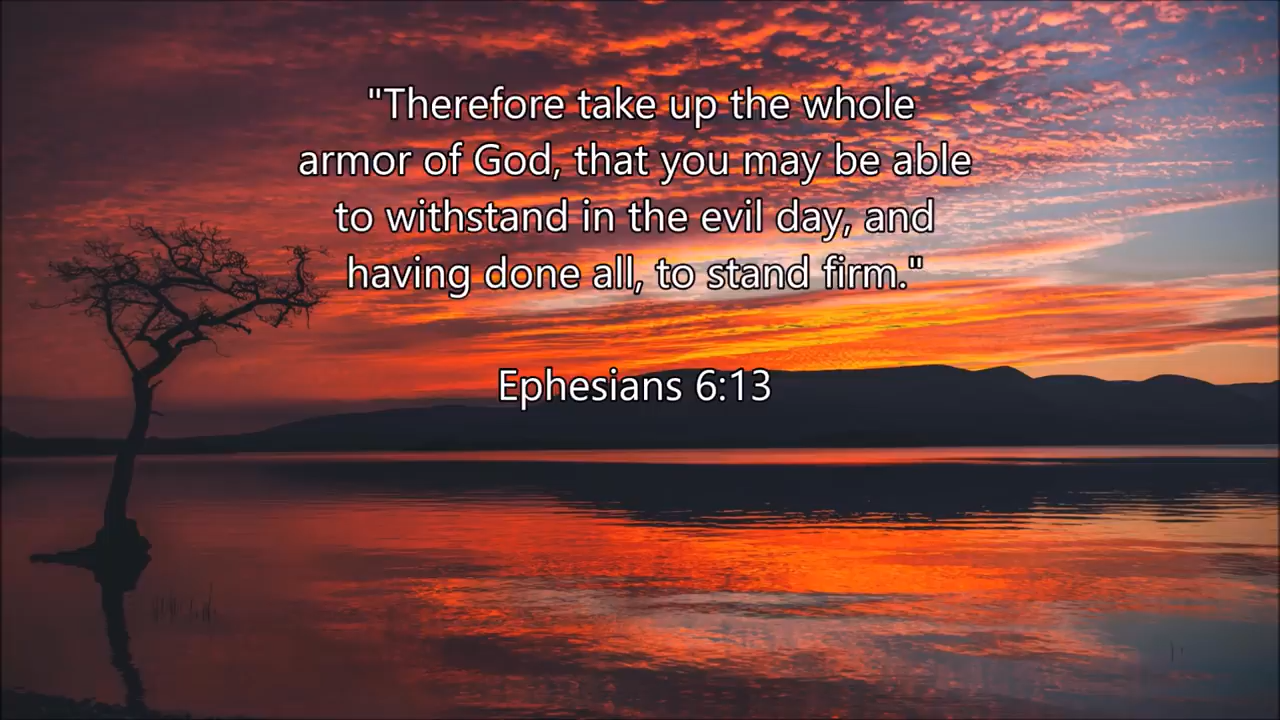 "Therefore take up the whole
armor of God, that you may be able
to withstand in the evil day, and
having done all, to stand firm."
Ephesians 6:13